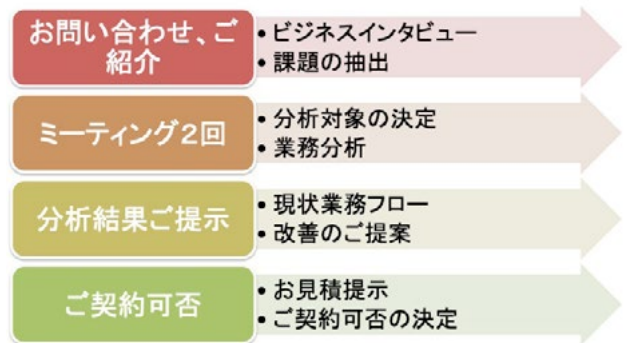 お問い合わせ、ご
紹介
• ビジネスインタビュー
• 課題の抽出
ミーティング２回
• 分析対象の決定
• 業務分析
分析結果ご提示
• 現状業務フロー
• 改善のご提案
ご契約可否
• お見積提示
• ご契約可否の決定